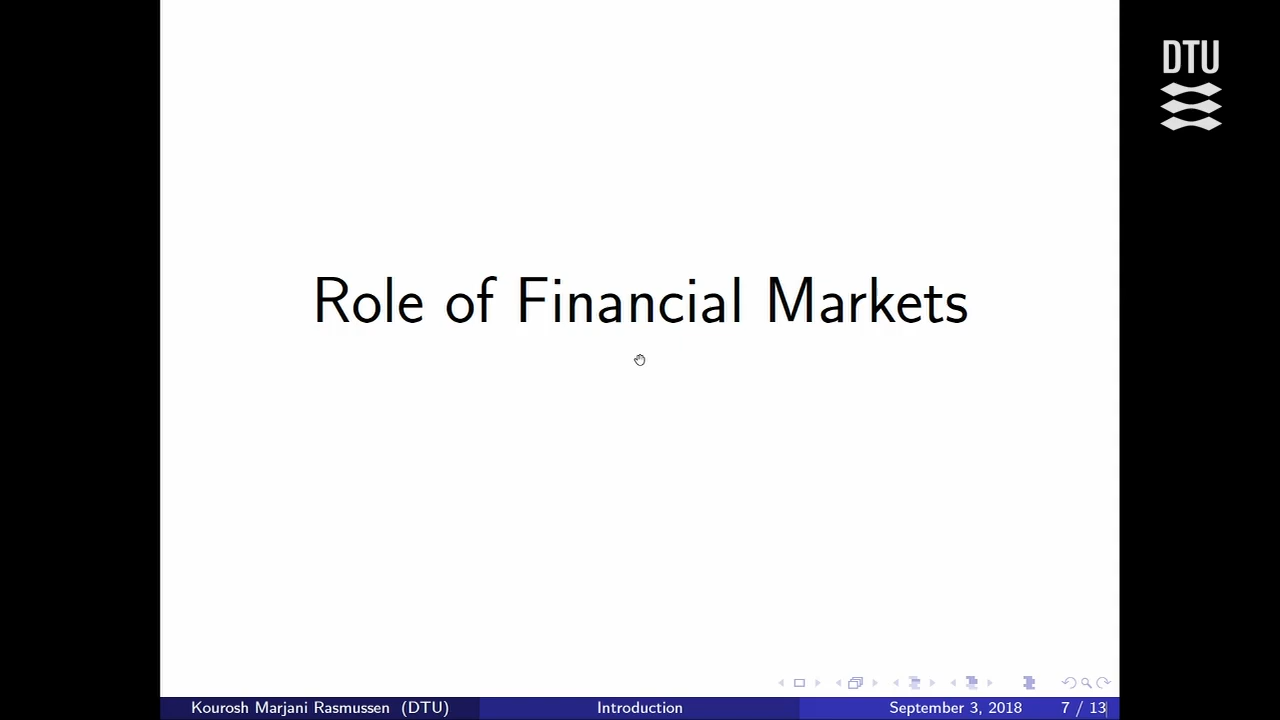 DTU
Role of Financial Markets
Kourosh Marjani Rasmussen (DTU) Introduction September 3, 2018 7 / 13